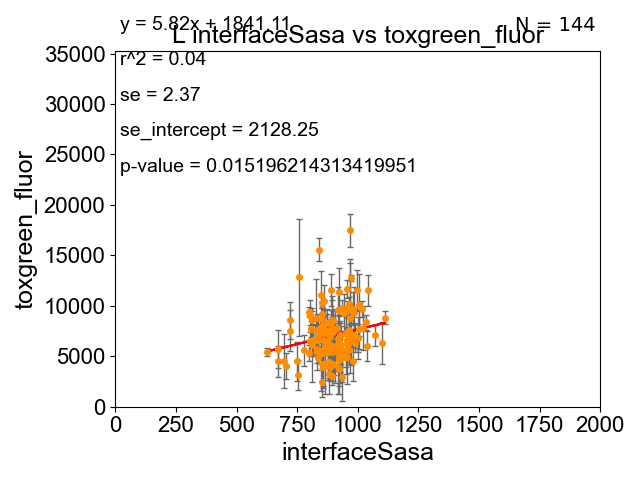 y = 5.82x + 1841.11
N = 144
L interfaceSasa vs toxgreen_fluor
r^2 = 0.04
se = 2.37
se_intercept = 2128.25
p-value = 0.015196214313419951
35000
30000
25000
20000
15000
10000
5000
0
toxgreen_fluor
0 250 500 750 1000 1250 1500 1750 2000
interfaceSasa